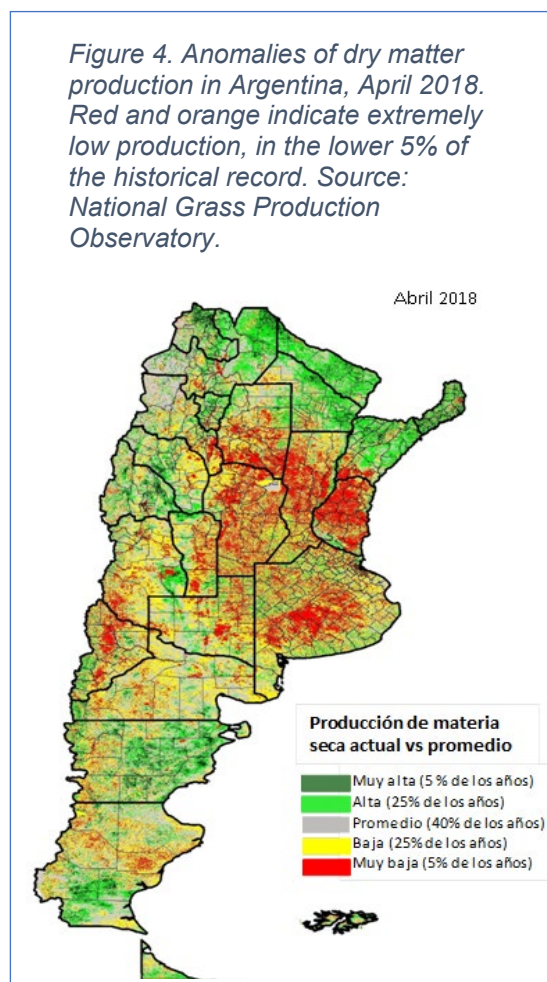 Figure 4. Anomalies of dry matter
production in Argentina, April 2018.
Red and orange indicate extremely
low production, in the lower 5% of
the historical record. Source:
National Grass Production
Observatory.
Abril 2018
Producción de materia
seca actual vs promedio
Muy alta (5 % de los años)
Alta (25% de los años)
Promedio (40% de los años)
Baja (25% de los años)
Muy baja (5% de los años)